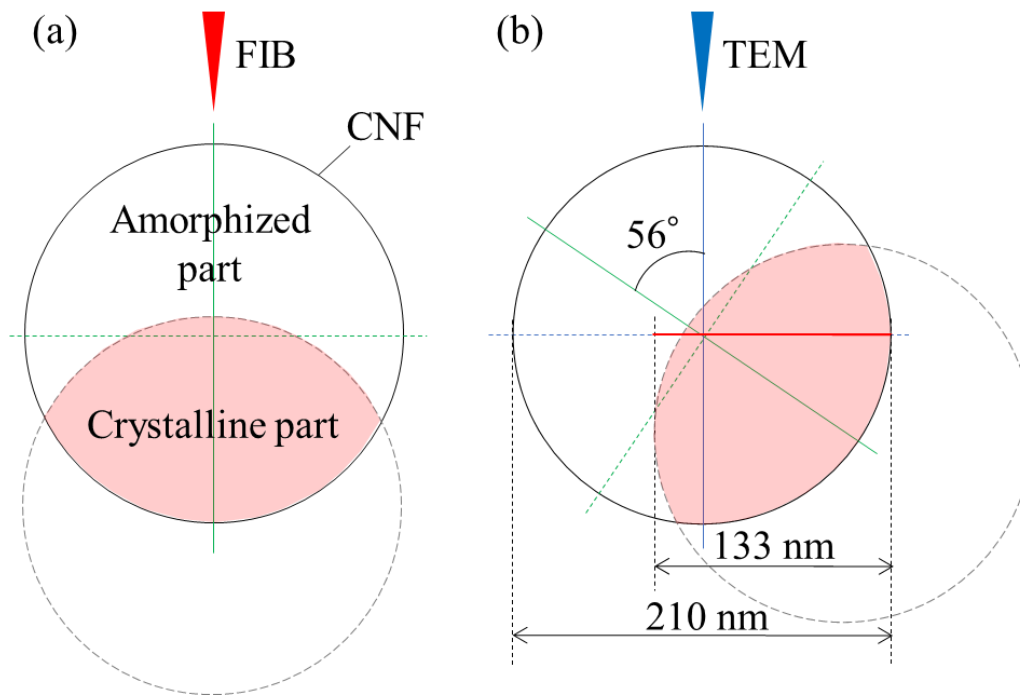 (a)
FIB
CNF
Amorphized
part
Crystalline part
(b)
TEM
56°
133 nm
210 nm